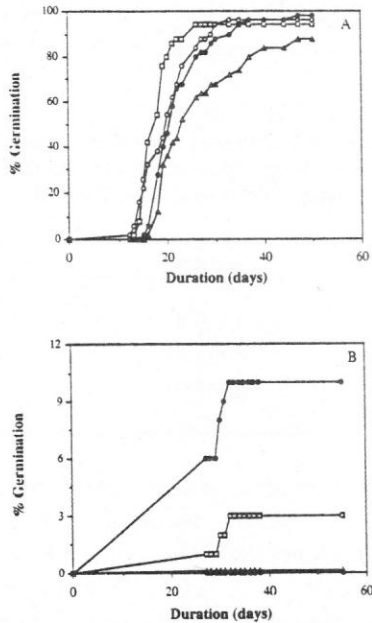 A
100
80
60
40
20
0
% Germination
0 20 40 60
Duration (days)
B
12
9
6
3
0
% Germination
0 20 40 60
Duration (days)